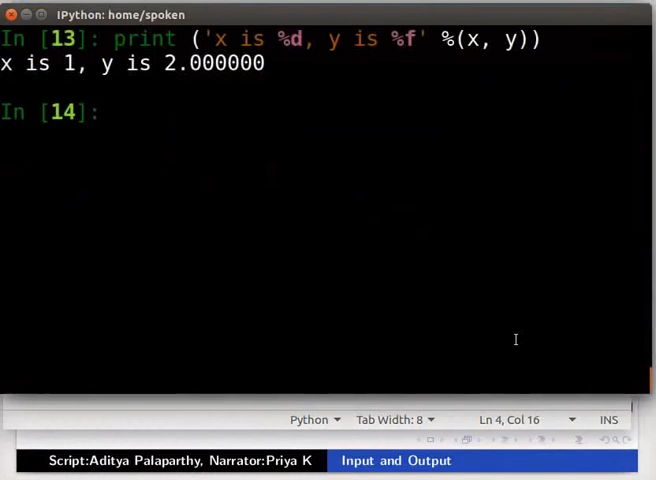 IPython: home/spoken
In [13]: print ('x is %d, y is %f' %(x, y))
x is 1, y is 2.000000
In [14]:
Python Tab Width: 8 Ln 4, Col 16 INS
Script:Aditya Palaparthy, Narrator:Priya K Input and Output